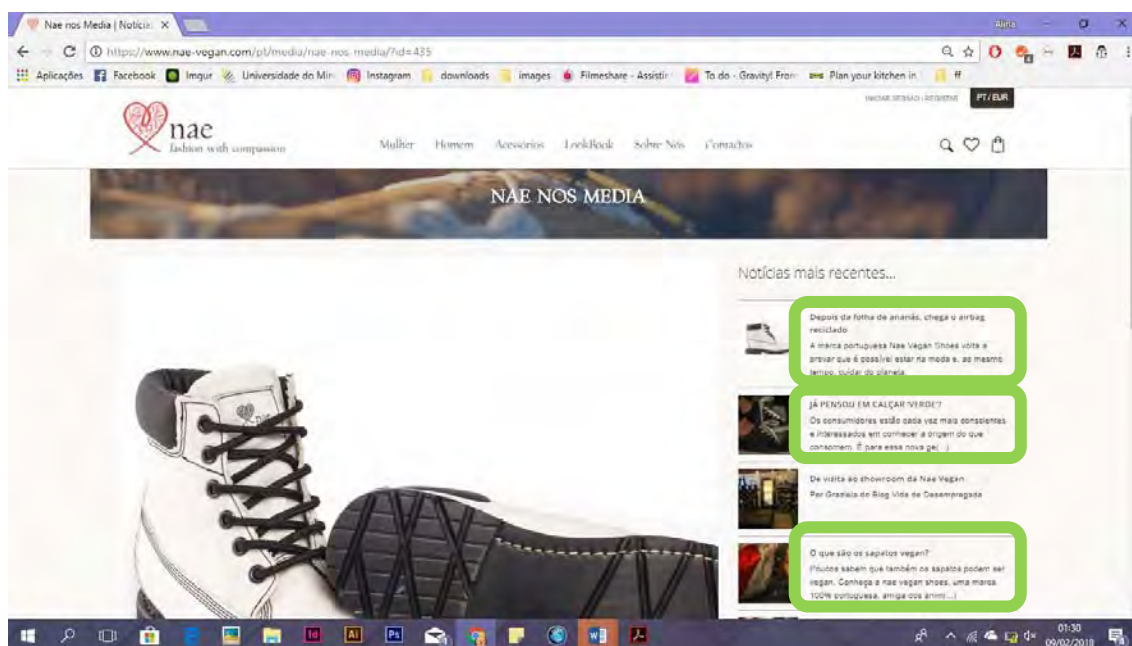 Nae nos Media | Notícia
Alina
https://www.nae-vegan.com/pt/media/nae-nos-media/?id=435
Aplicações Facebook Imgur Universidade do Min Instagram downloads images Filmeshare - Assistir To do - Gravity! From Plan your kitchen in ff
INICIAR SESSÃO | REGISTAR PT/EUR
nae
fashion with compassion
Mulher Homem Acessórios LookBook Sobre Nós Contactos
NAE NOS MEDIA
Notícias mais recentes...
Depois da folha de ananás, chega o airbag
reciclado
A marca portuguesa Nae Vegan Shoes volta a
provar que é possível estar na moda e, ao mesmo
tempo, cuidar do planeta.
JÁ PENSOU EM CALÇAR 'VERDE'?
Os consumidores estão cada vez mais conscientes
e interessados em conhecer a origem do que
consomem. É para essa nova ge(...)
De visita ao showroom da Nae Vegan
Por Graziela do Blog Vida de Desempregada
O que são os sapatos vegan?
Poucos sabem que também os sapatos podem ser
vegan. Conheça a nae vegan shoes, uma marca
100% portuguesa, amiga dos anim(...)
nae
Id Ai Ps
01:30
09/02/2018